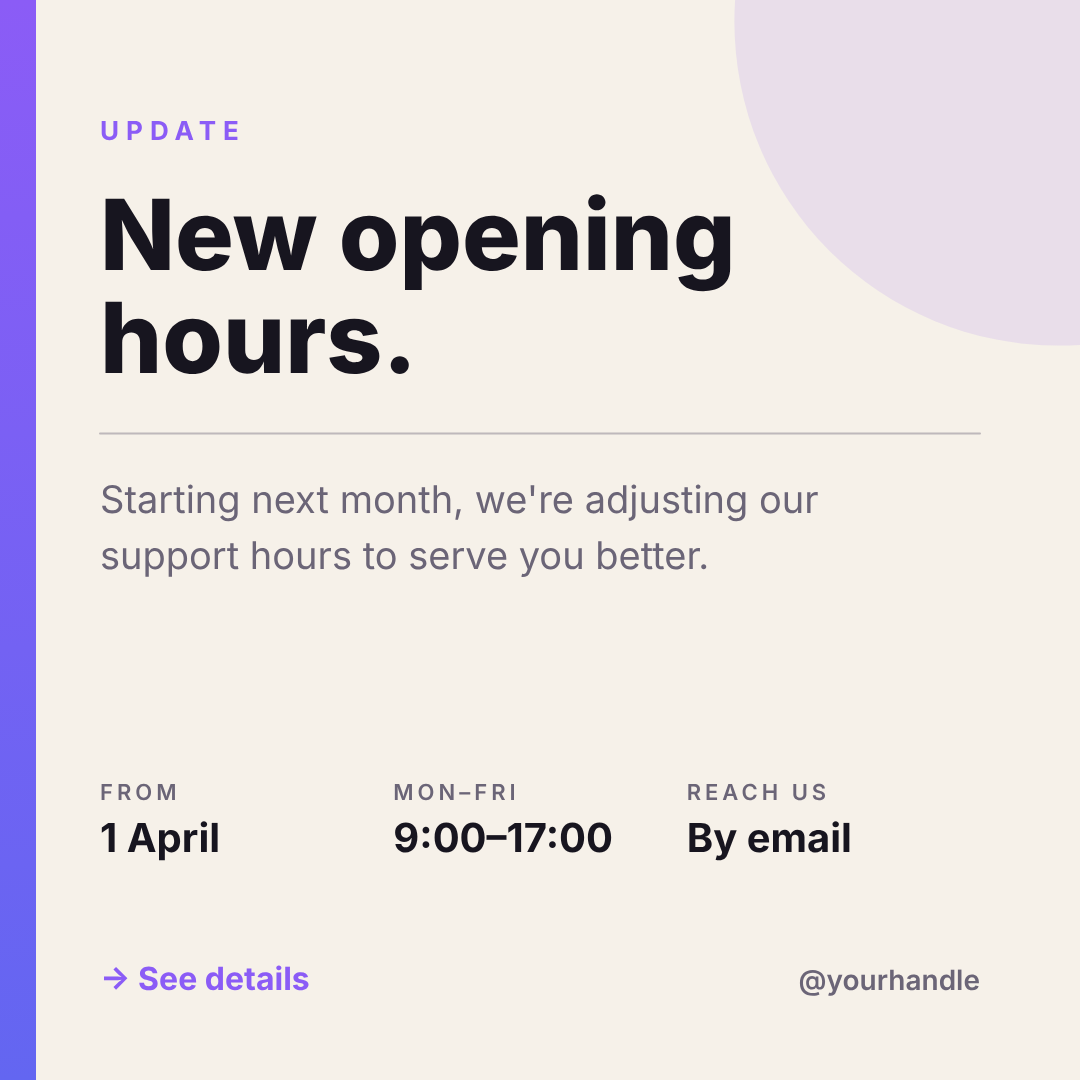 UPDATE
New opening
hours.
Starting next month, we're adjusting our
support hours to serve you better.
FROM
1 April
MON–FRI
9:00–17:00
REACH US
By email
→ See details
@yourhandle